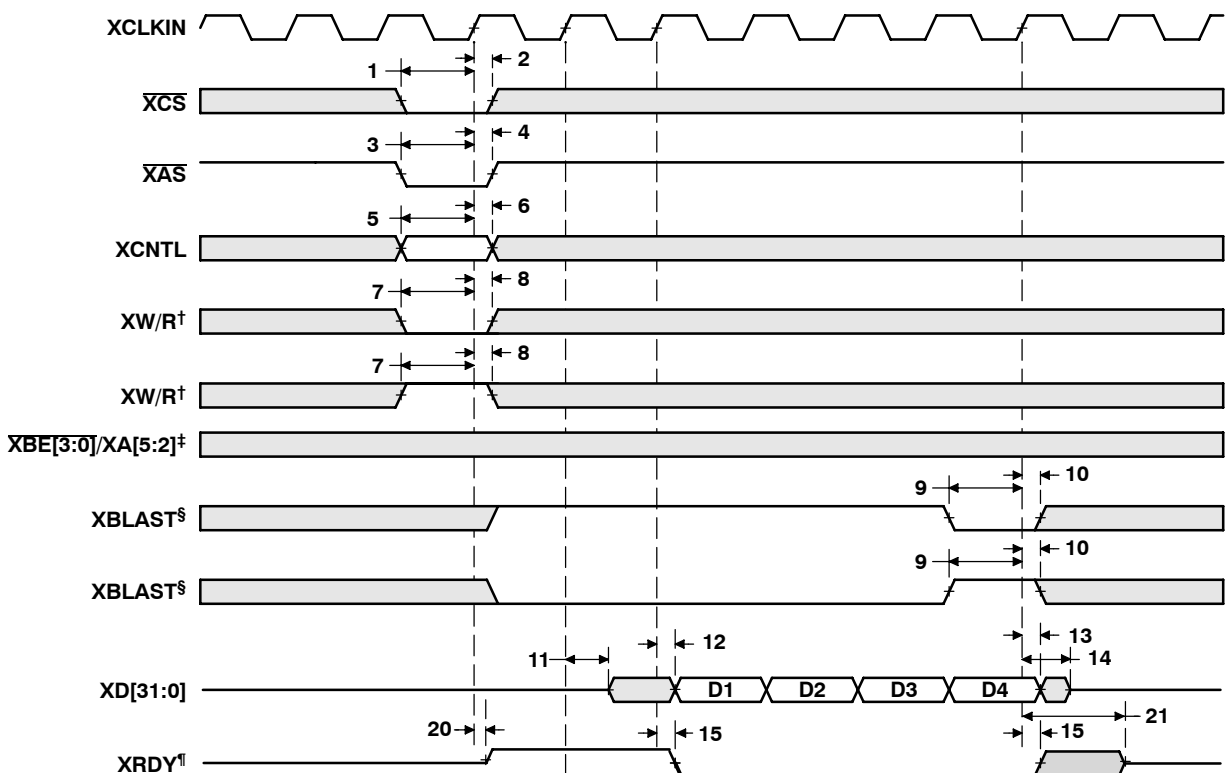 XCLKIN
2
1
XCS
4
3
XAS
6
5
XCNTL
8
7
XW/R†
8
7
XW/R†
XBE[3:0]/XA[5:2]‡
10
9
XBLAST§
10
9
XBLAST§
13
12
11
14
XD[31:0] D1 D2 D3 D4
21
20 15 15
XRDY¶